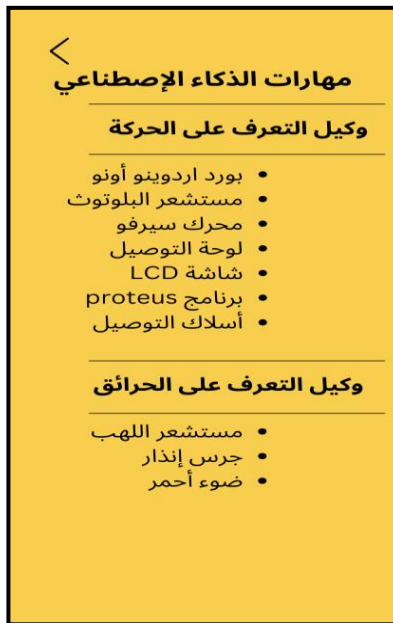 مهارات الذكاء الإصطناعي
وكيل التعرف على الحركة
• بورد اردوينو أونو
• مستشعر البلوتوث
• محرك سيرفو
• لوحة التوصيل
• شاشة LCD
• برنامج proteus
• أسلاك التوصيل
وكيل التعرف على الحرائق
• مستشعر اللهب
• جرس إنذار
• ضوء أحمر